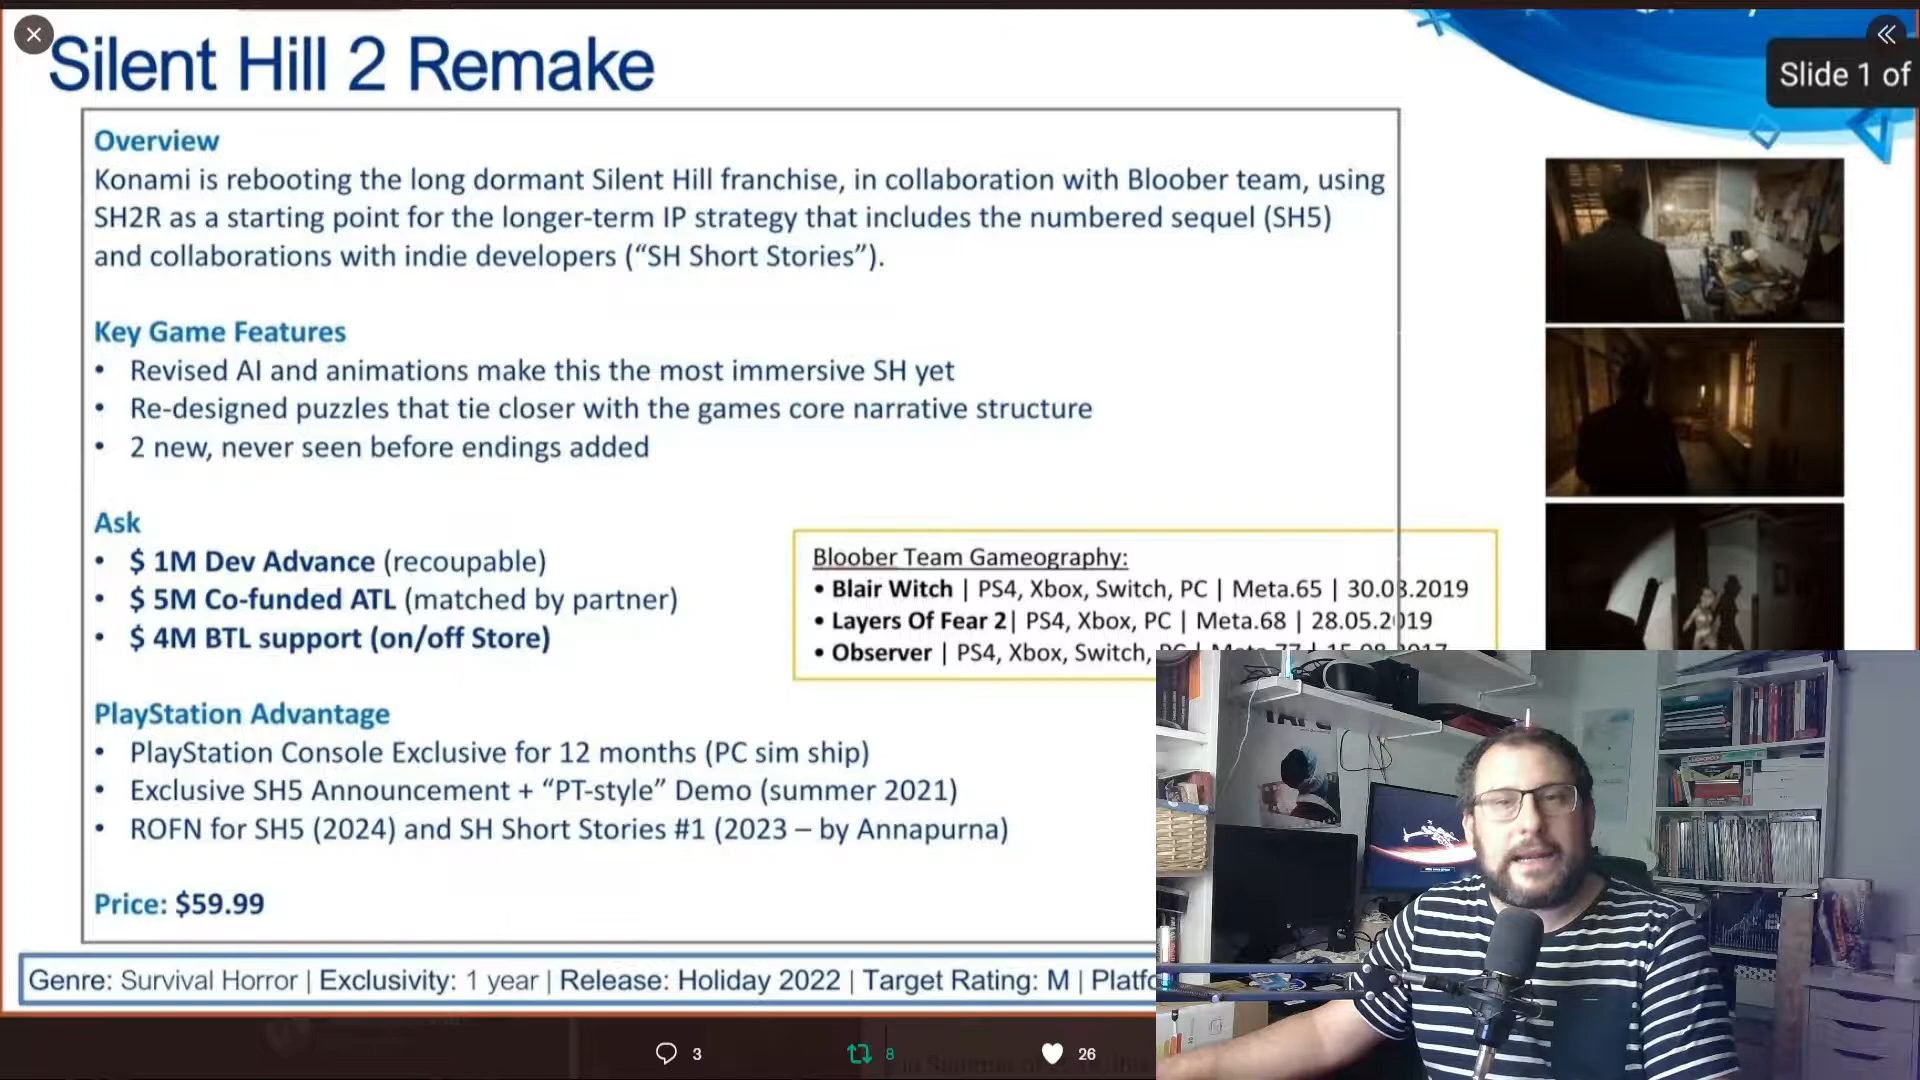 Silent Hill 2 Remake
Slide 1 of
Overview
Konami is rebooting the long dormant Silent Hill franchise, in collaboration with Bloober team, using
SH2R as a starting point for the longer-term IP strategy that includes the numbered sequel (SH5)
and collaborations with indie developers (“SH Short Stories”).
Key Game Features
• Revised AI and animations make this the most immersive SH yet
• Re-designed puzzles that tie closer with the games core narrative structure
• 2 new, never seen before endings added
Ask
• $ 1M Dev Advance (recoupable)
• $ 5M Co-funded ATL (matched by partner)
• $ 4M BTL support (on/off Store)
Bloober Team Gameography:
• Blair Witch | PS4, Xbox, Switch, PC | Meta.65 | 30.08.2019
• Layers Of Fear 2| PS4, Xbox, PC | Meta.68 | 28.05.2019
• Observer | PS4, Xbox, Switch,
PlayStation Advantage
• PlayStation Console Exclusive for 12 months (PC sim ship)
• Exclusive SH5 Announcement + “PT-style” Demo (summer 2021)
• ROFN for SH5 (2024) and SH Short Stories #1 (2023 – by Annapurna)
Price: $59.99
Genre: Survival Horror | Exclusivity: 1 year | Release: Holiday 2022 | Target Rating: M |
3
8
26